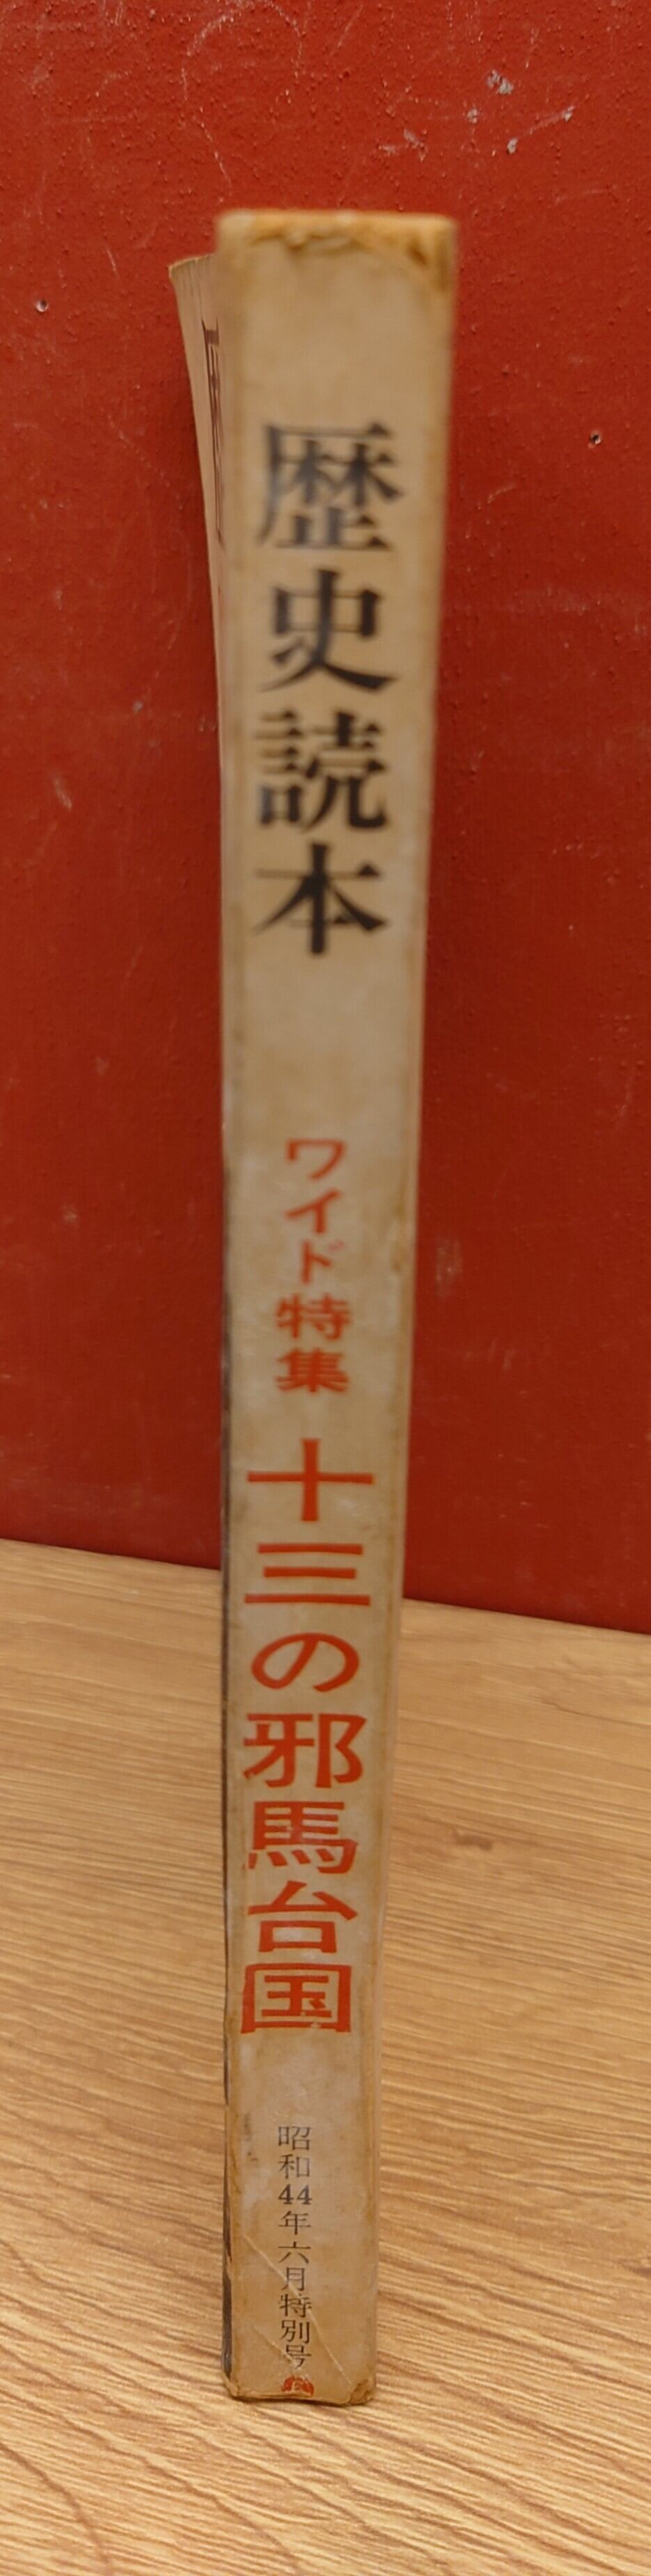 歴史読本
ワイド特集
十三の邪馬台国
昭和44年六月特別号